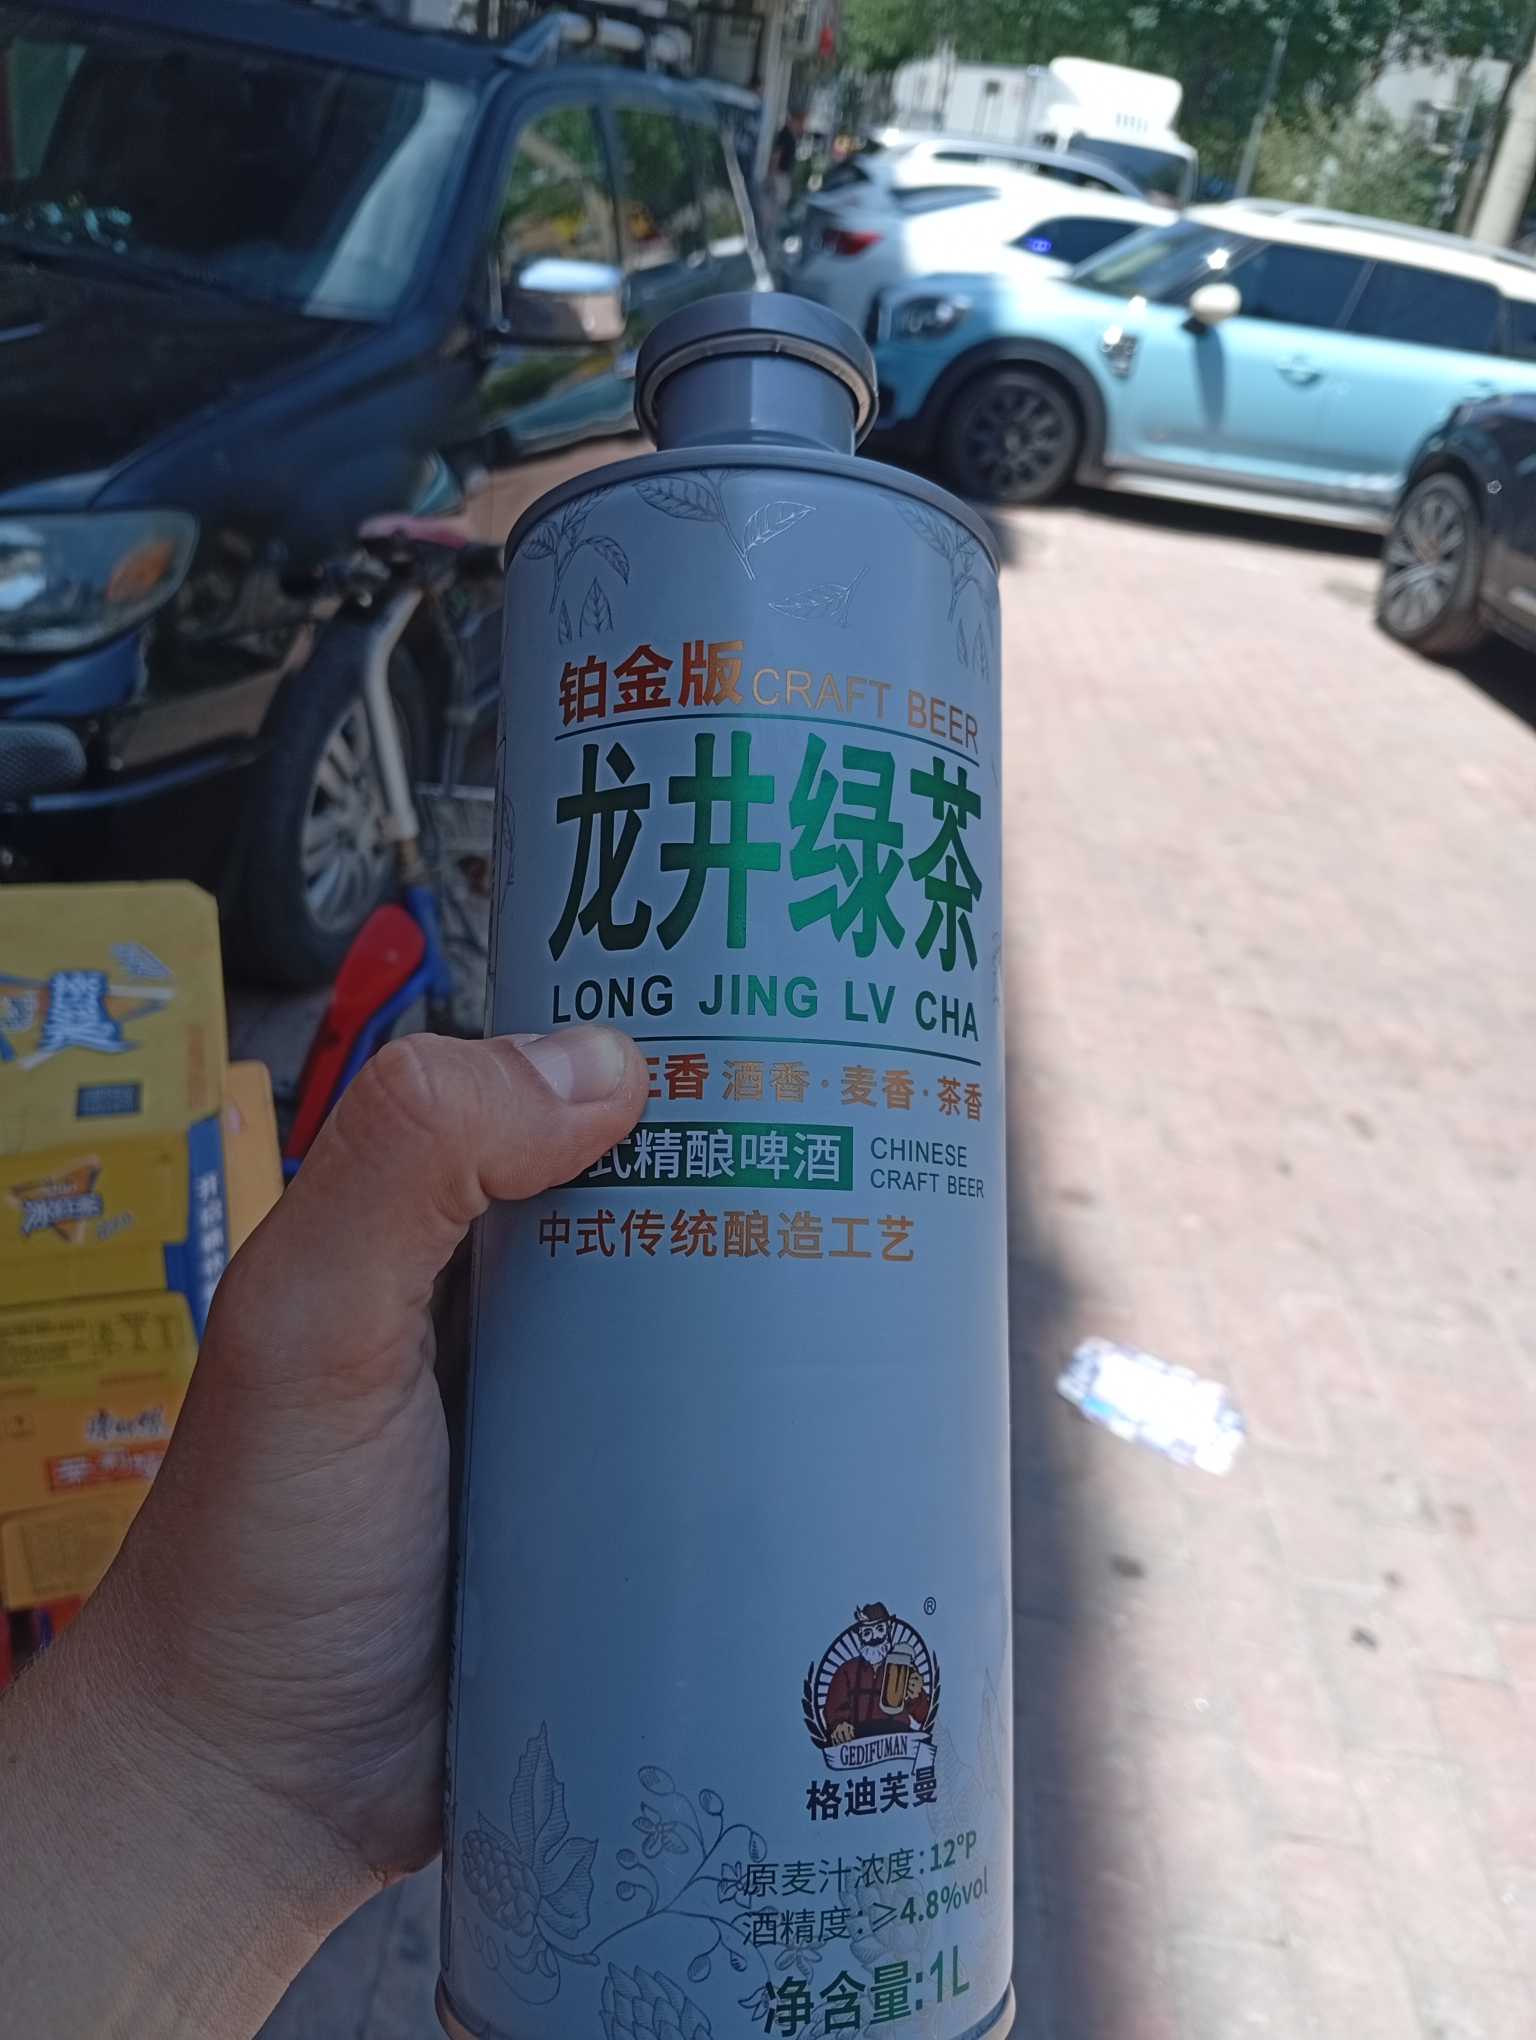 铂金版 CRAFT BEER
龙井绿茶
LONG JING LV CHA
香 酒香·麦香·茶香
式精酿啤酒 CHINESE CRAFT BEER
中式传统酿造工艺
®
GEDIFUMAN
格迪芙曼
原麦汁浓度:12°P
酒精度:≥4.8%vol
净含量:1L